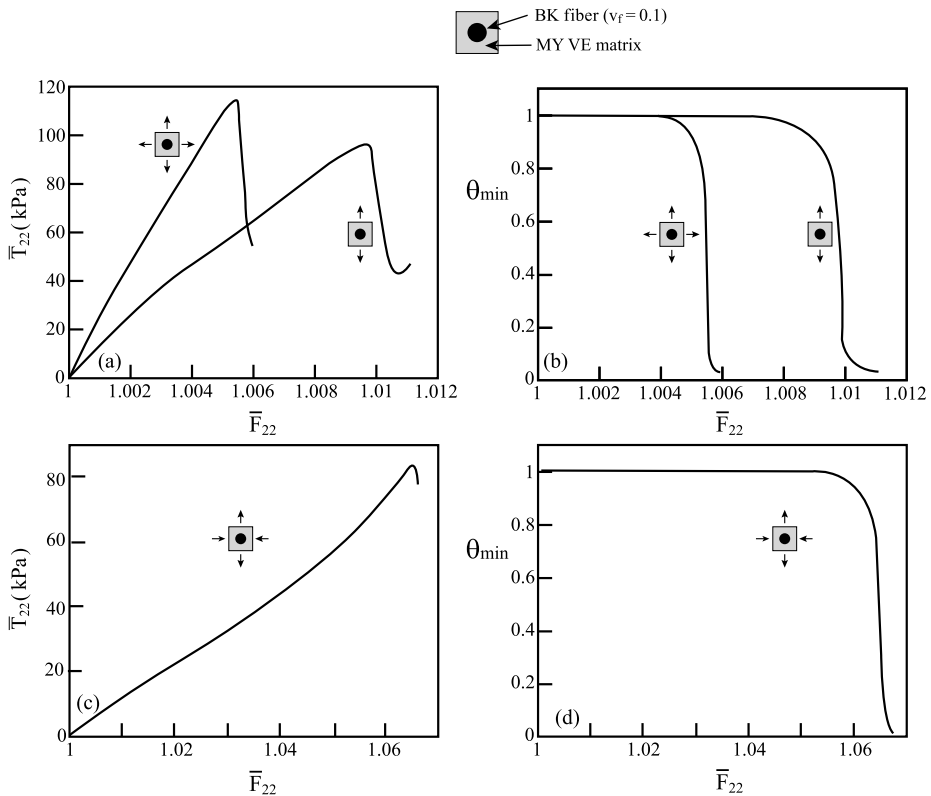 BK fiber (vf = 0.1)
MY VE matrix
120
100
80
60
40
20
0
T̅22 ( kPa)
(a)
1 1.002 1.004 1.006 1.008 1.01 1.012
F̅22
1
0.8
0.6
0.4
0.2
0
θmin
(b)
1 1.002 1.004 1.006 1.008 1.01 1.012
F̅22
80
60
40
20
0
T̅22 ( kPa)
(c)
1 1.02 1.04 1.06
F̅22
1
0.8
0.6
0.4
0.2
0
θmin
(d)
1 1.02 1.04 1.06
F̅22